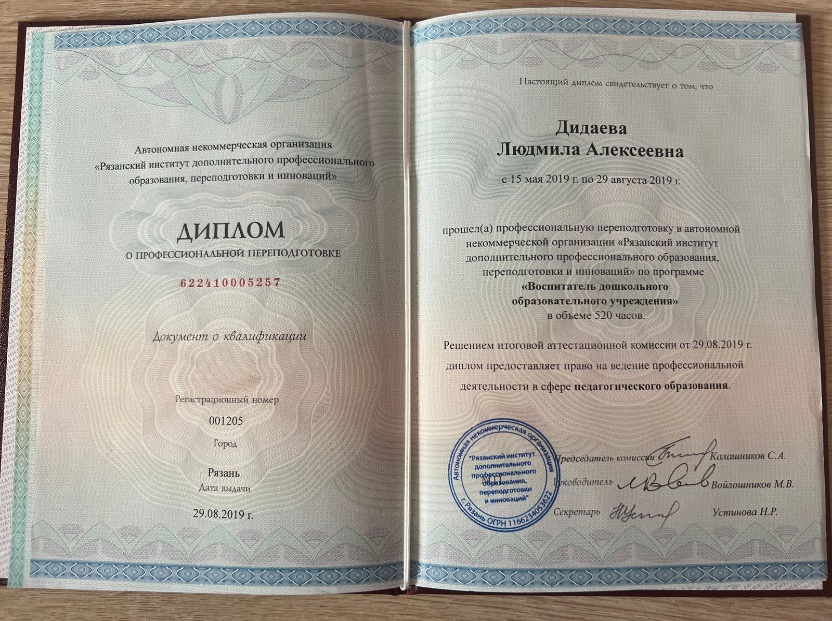 Автономная некоммерческая организация
«Рязанский институт дополнительного профессионального
образования, переподготовки и инноваций»
ДИПЛОМ
О ПРОФЕССИОНАЛЬНОЙ ПЕРЕПОДГОТОВКЕ
622410005257
Документ о квалификации
Регистрационный номер
001205
Город
Рязань
Дата выдачи
29.08.2019 г.
Настоящий диплом свидетельствует о том, что
Дидаева
Людмила Алексеевна
с 15 мая 2019 г. по 29 августа 2019 г.
прошел(а) профессиональную переподготовку в автономной
некоммерческой организации «Рязанский институт
дополнительного профессионального образования,
переподготовки и инноваций» по программе
«Воспитатель дошкольного
образовательного учреждения»
в объеме 520 часов.
Решением итоговой аттестационной комиссии от 29.08.2019 г.
диплом предоставляет право на ведение профессиональной
деятельности в сфере педагогического образования.
Председатель комиссии Калашников С.А.
Руководитель Войлошников М.В.
Секретарь Устинова Н.Р.
Автономная некоммерческая организация
"Рязанский институт
дополнительного
профессионального
образования,
переподготовки
и инноваций"
г. Рязань ОГРН 1166234053622